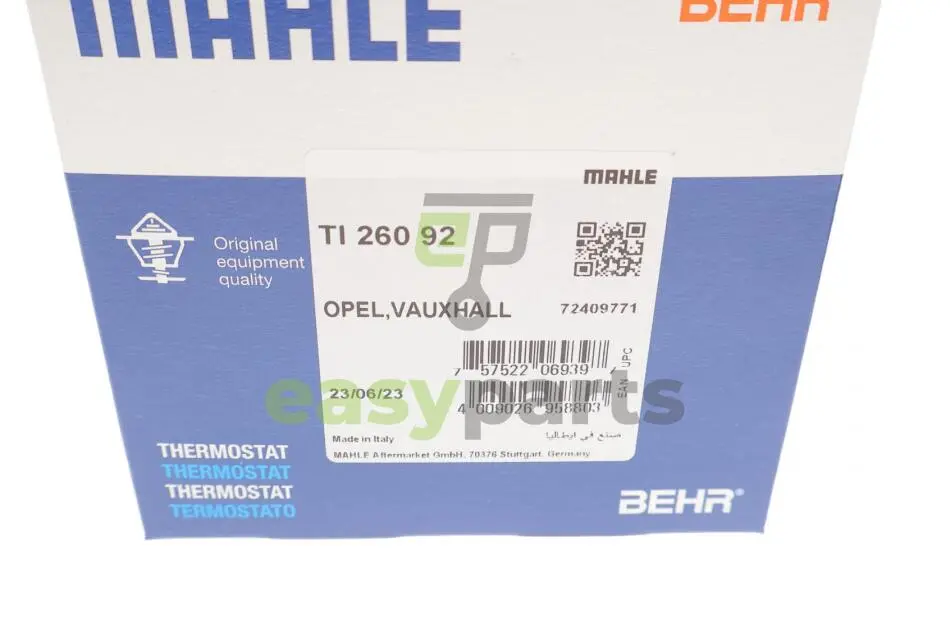 MAHLE
BEHR
MAHLE
TI 260 92
Original
equipment
quality
OPEL,VAUXHALL
72409771
7 57522 06939 7
EAN UPC
23/06/23
4 009026 958803
easyparts
Made in Italy
صنع في ايطاليا
MAHLE Aftermarket GmbH, 70376 Stuttgart, Germany
THERMOSTAT
THERMOSTAT
THERMOSTAT
TERMOSTATO
BEHR®